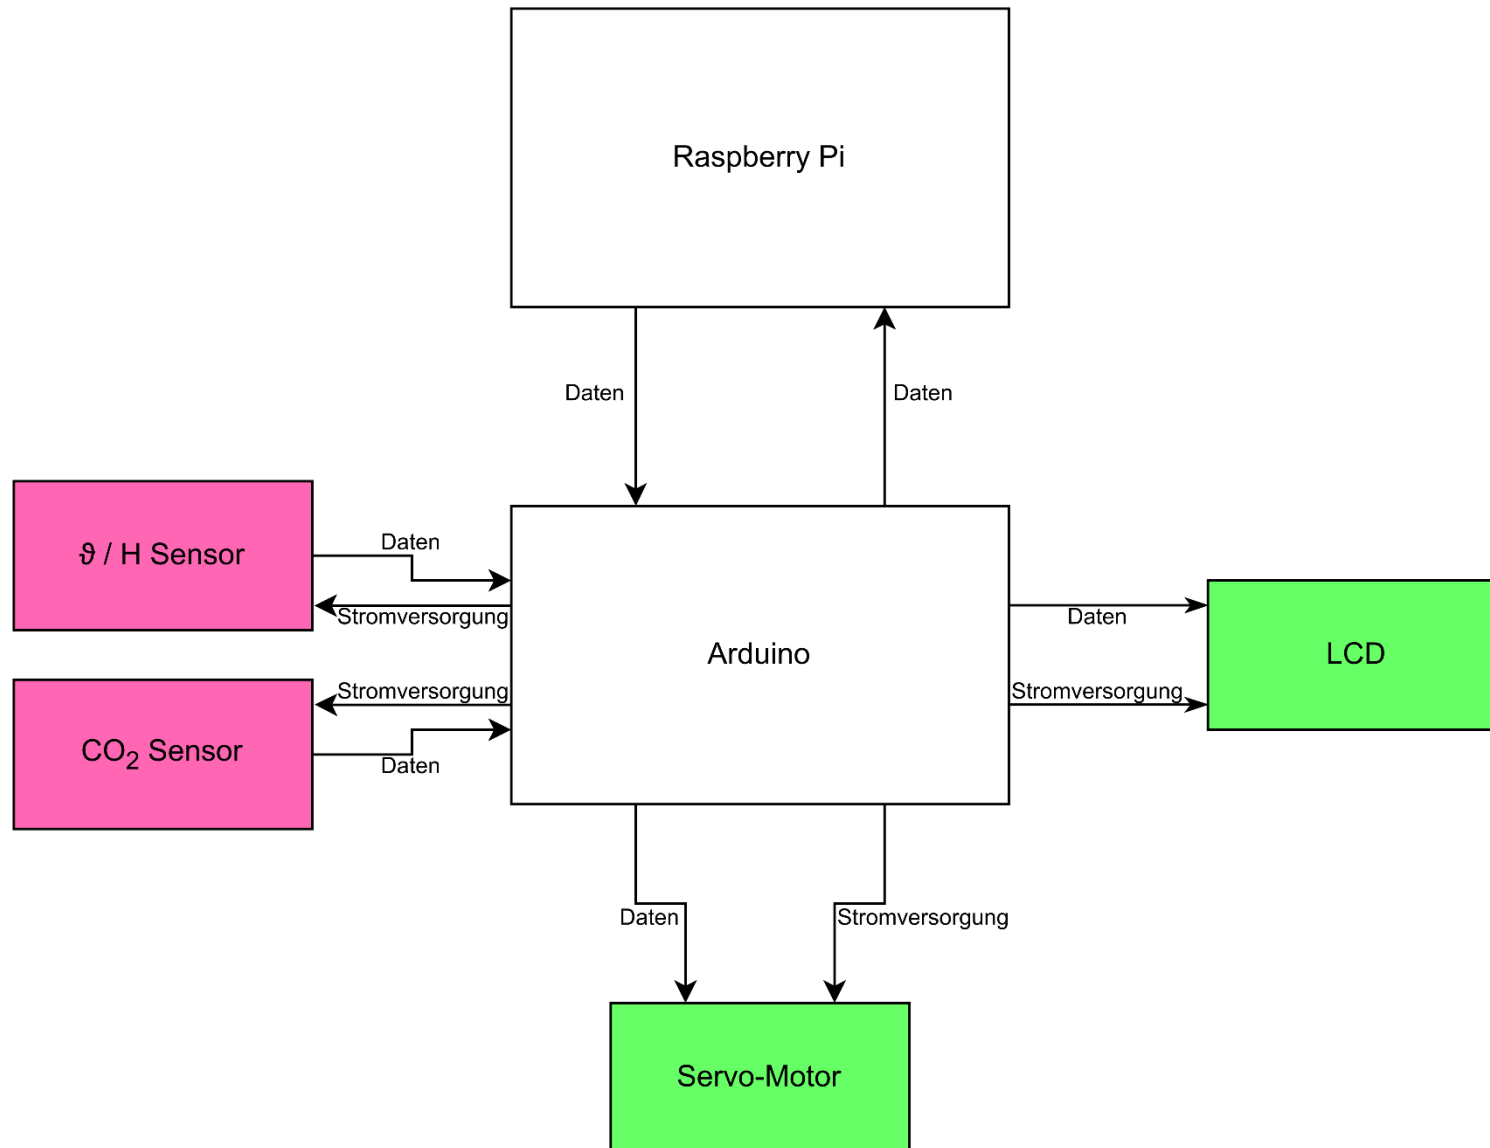 Raspberry Pi
Daten
Daten
ϑ / H Sensor
Daten
Stromversorgung
Stromversorgung
CO₂ Sensor
Daten
Arduino
Daten
Stromversorgung
LCD
Daten
Stromversorgung
Servo-Motor